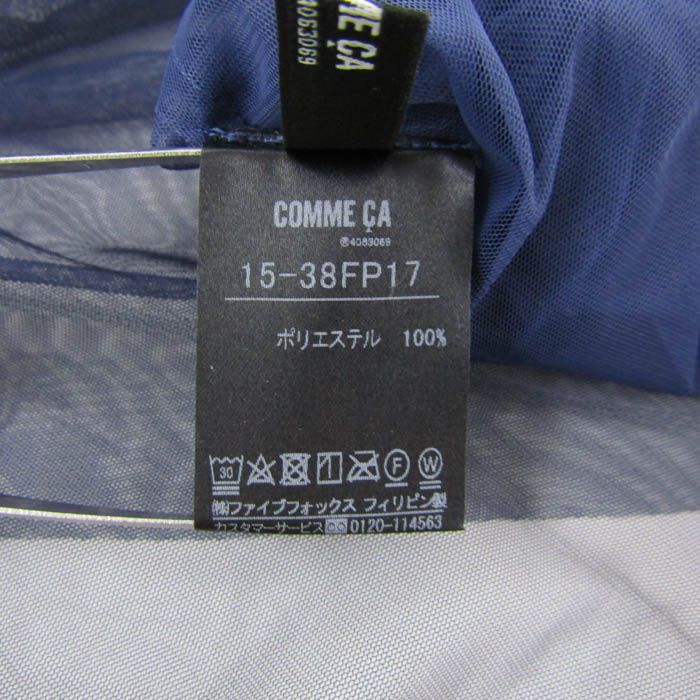 ME ÇA
4083069
COMME ÇA
®4083069
15-38FP17
ポリエステル 100%
30
F W
㈱ファイブフォックス フィリピン製
カスタマーサービス 0120-114563